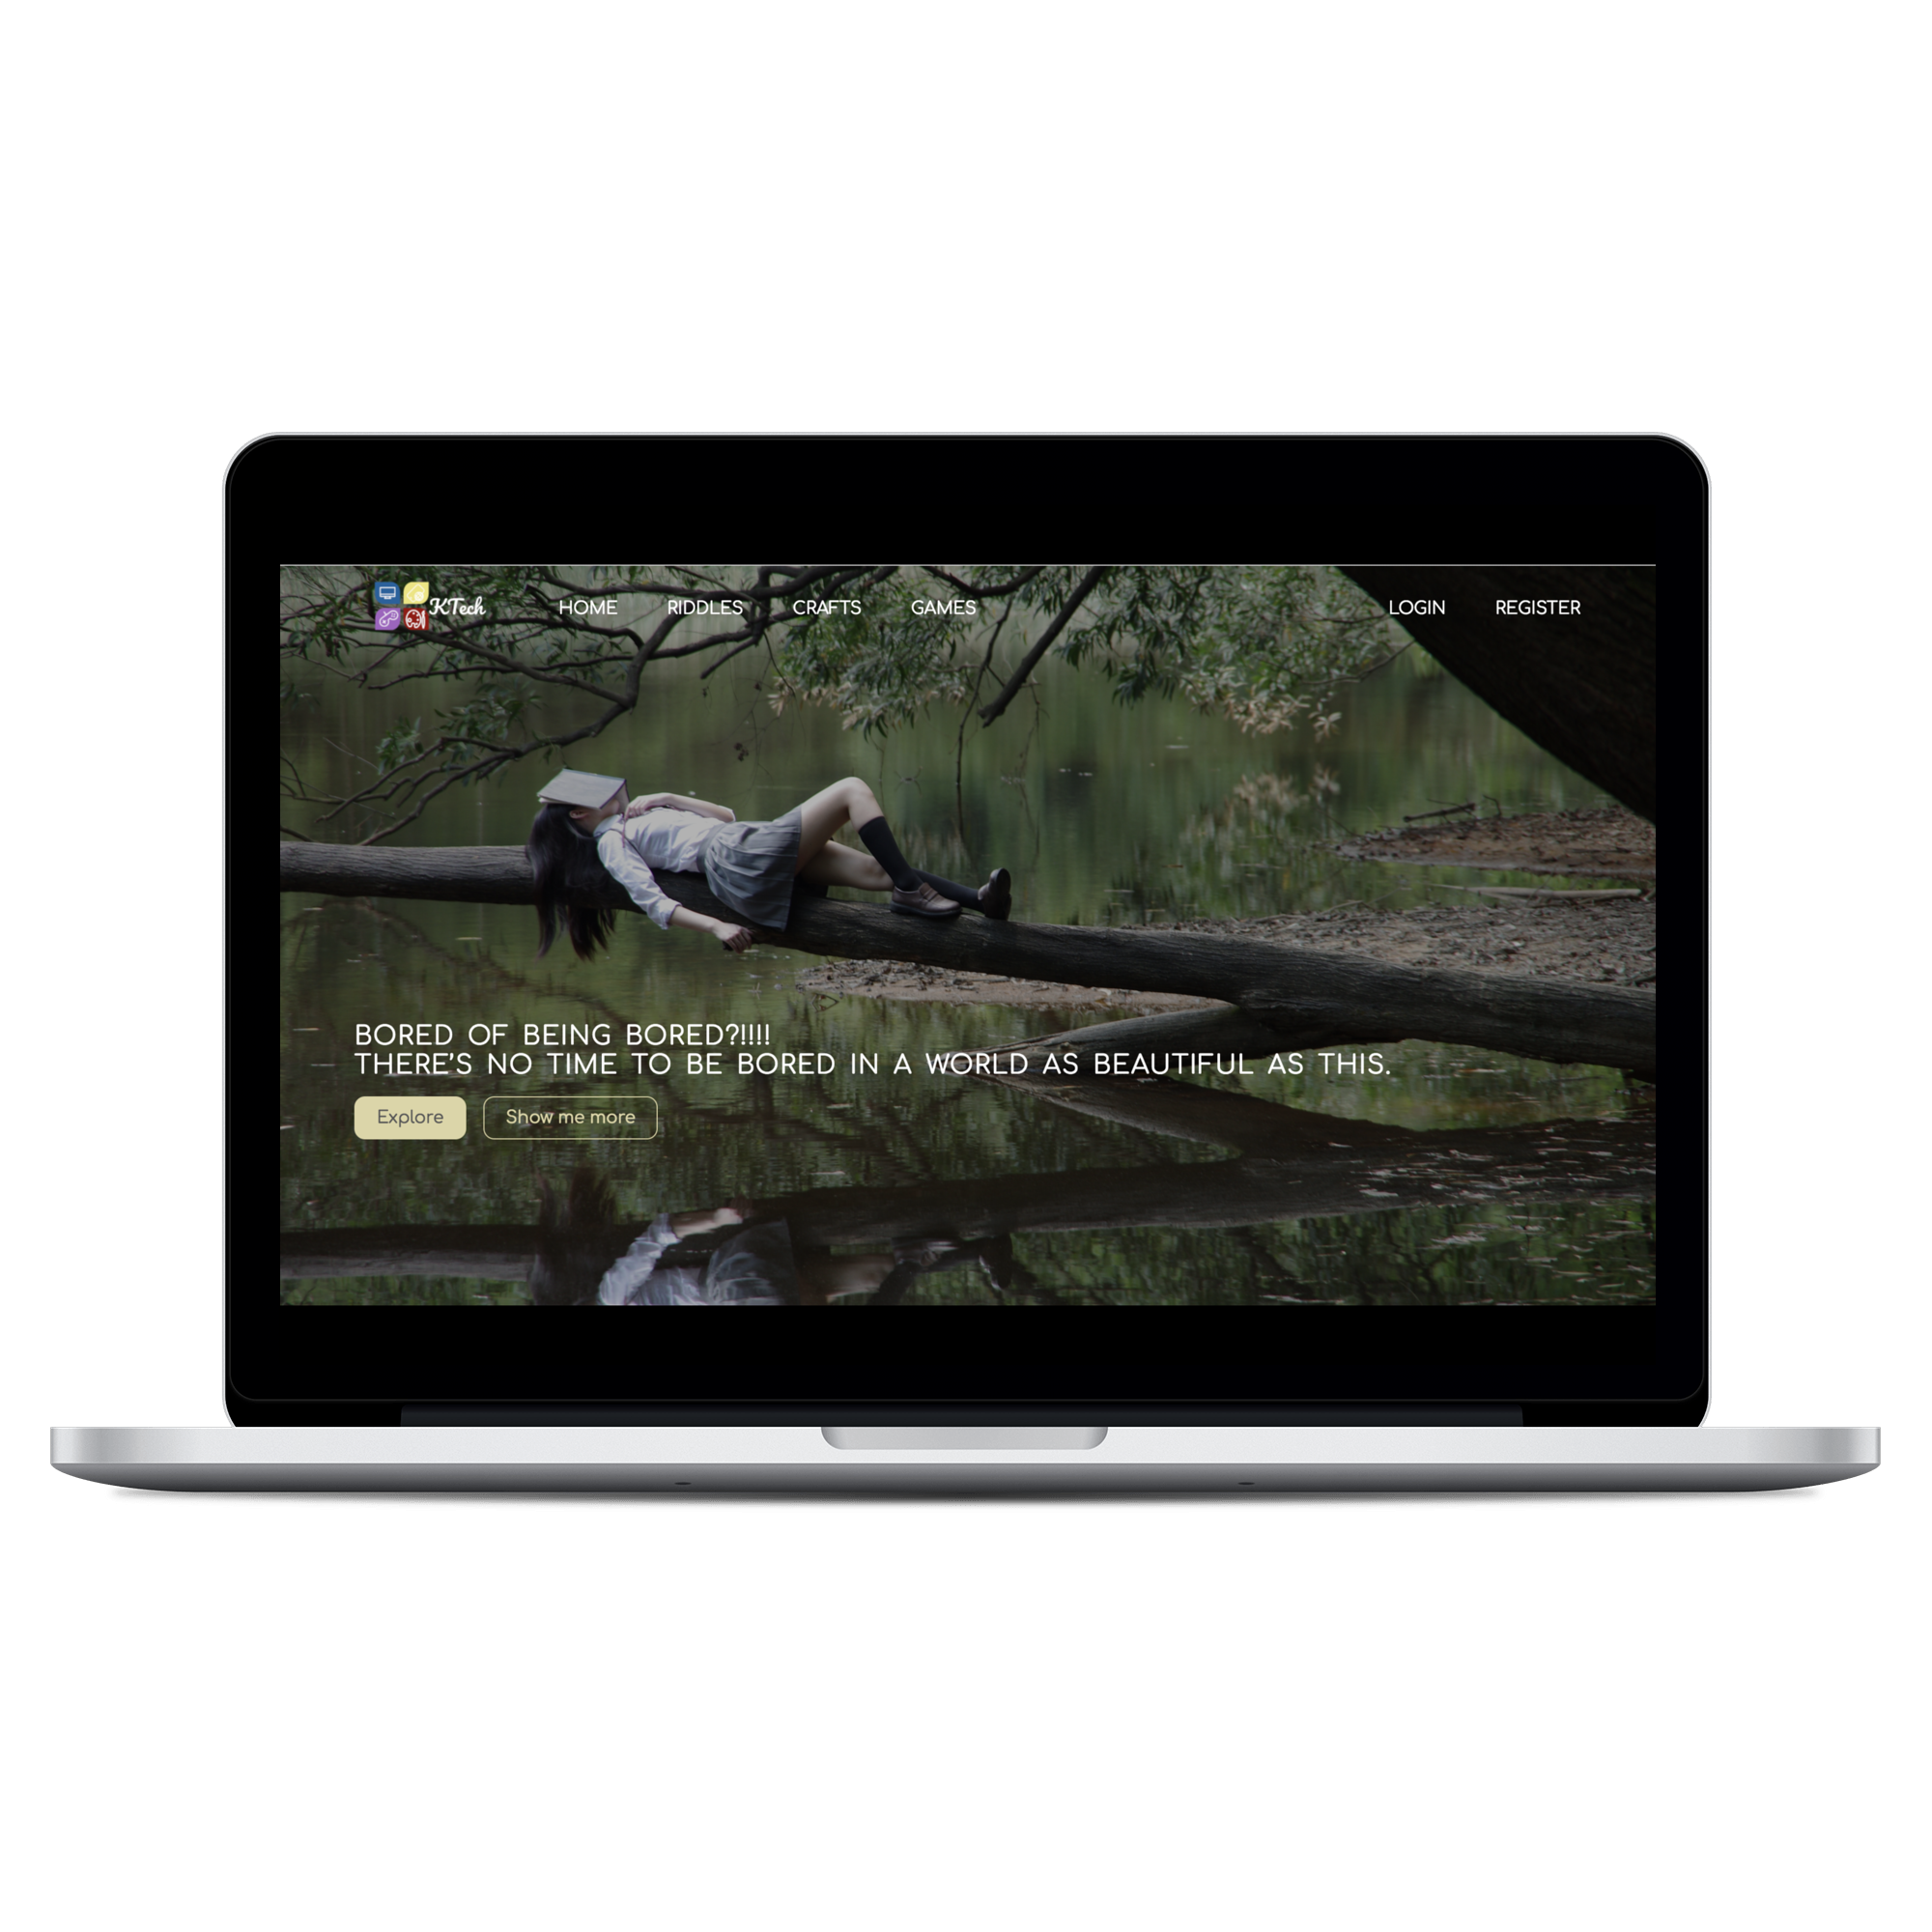 KTech
HOME RIDDLES CRAFTS GAMES LOGIN REGISTER
BORED OF BEING BORED?!!!!
THERE'S NO TIME TO BE BORED IN A WORLD AS BEAUTIFUL AS THIS.
Explore Show me more